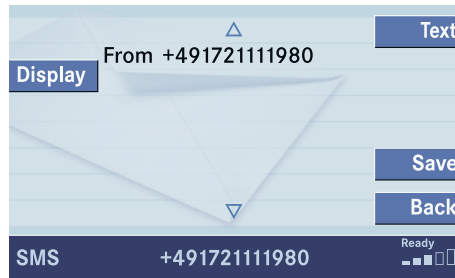 Text
From +491721111980
Display
Save
Back
SMS
+491721111980
Ready